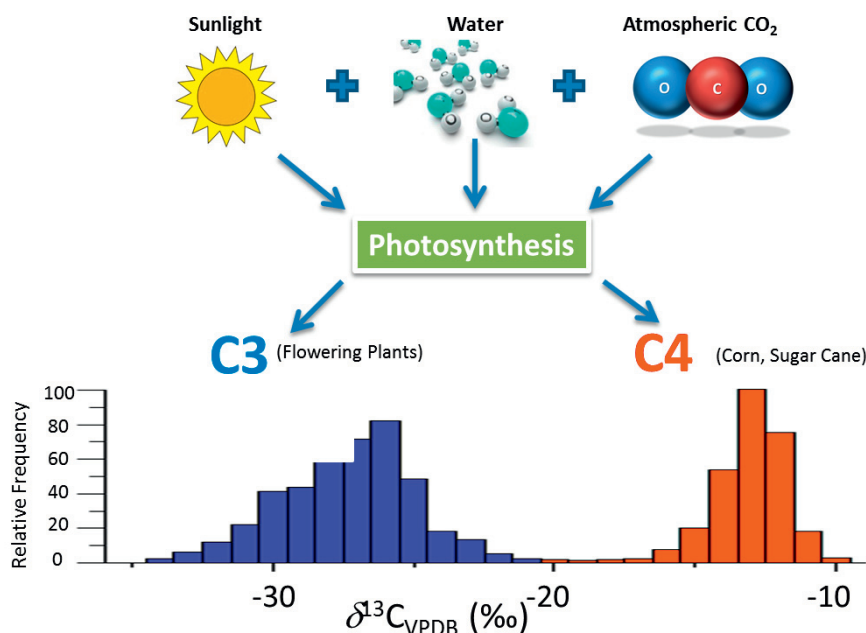 Sunlight
Water
Atmospheric CO₂
O C O
Photosynthesis
C3 (Flowering Plants)
C4 (Corn, Sugar Cane)
Relative Frequency
100
80
60
40
20
0
-30 -20 -10
δ¹³C_VPDB (‰)